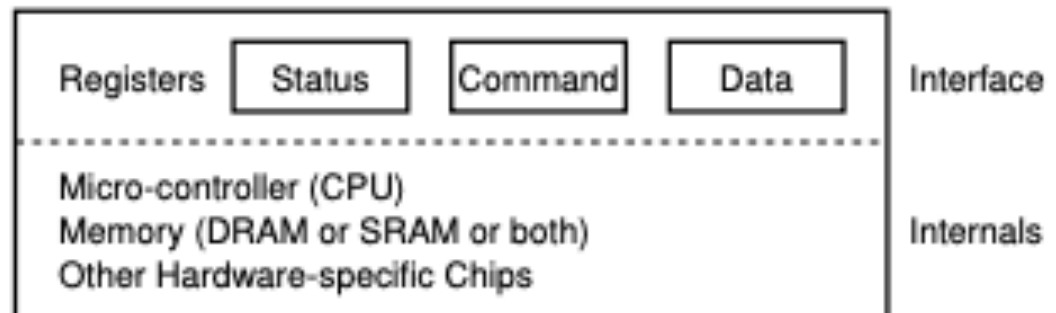 Registers Status Command Data Interface
Micro-controller (CPU)
Memory (DRAM or SRAM or both) Internals
Other Hardware-specific Chips